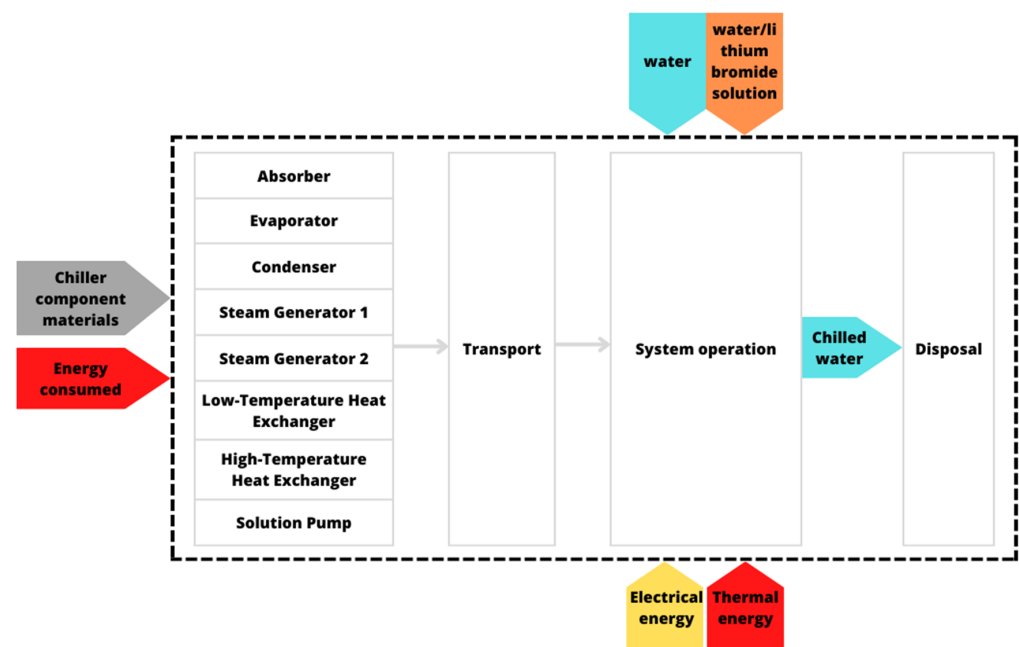 water
water/li
thium
bromide
solution
Absorber
Evaporator
Condenser
Steam Generator 1
Steam Generator 2
Low-Temperature Heat
Exchanger
High-Temperature
Heat Exchanger
Solution Pump
Chiller
component
materials
Energy
consumed
Transport
System operation
Chilled
water
Disposal
Electrical
energy
Thermal
energy